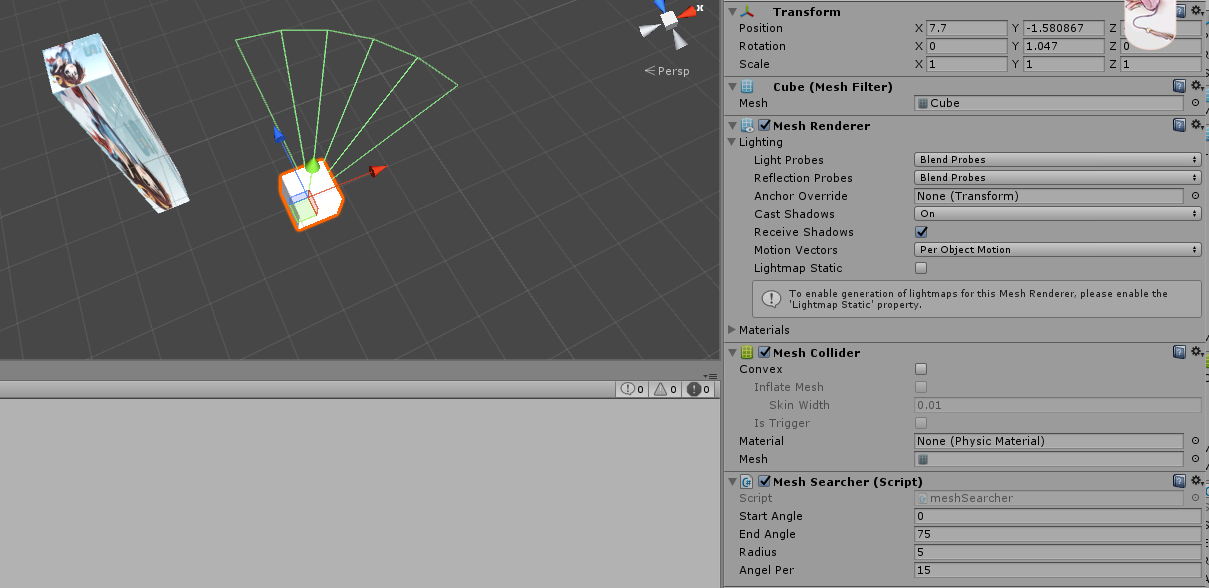 x
Persp
0
0
0
Transform
Position X 7.7 Y -1.580867 Z
Rotation X 0 Y 1.047 Z 0
Scale X 1 Y 1 Z 1
Cube (Mesh Filter)
Mesh Cube
Mesh Renderer
Lighting
Light Probes Blend Probes
Reflection Probes Blend Probes
Anchor Override None (Transform)
Cast Shadows On
Receive Shadows
Motion Vectors Per Object Motion
Lightmap Static
To enable generation of lightmaps for this Mesh Renderer, please enable the
'Lightmap Static' property.
Materials
Mesh Collider
Convex
Inflate Mesh
Skin Width 0.01
Is Trigger
Material None (Physic Material)
Mesh
Mesh Searcher (Script)
Script meshSearcher
Start Angle 0
End Angle 75
Radius 5
Angel Per 15